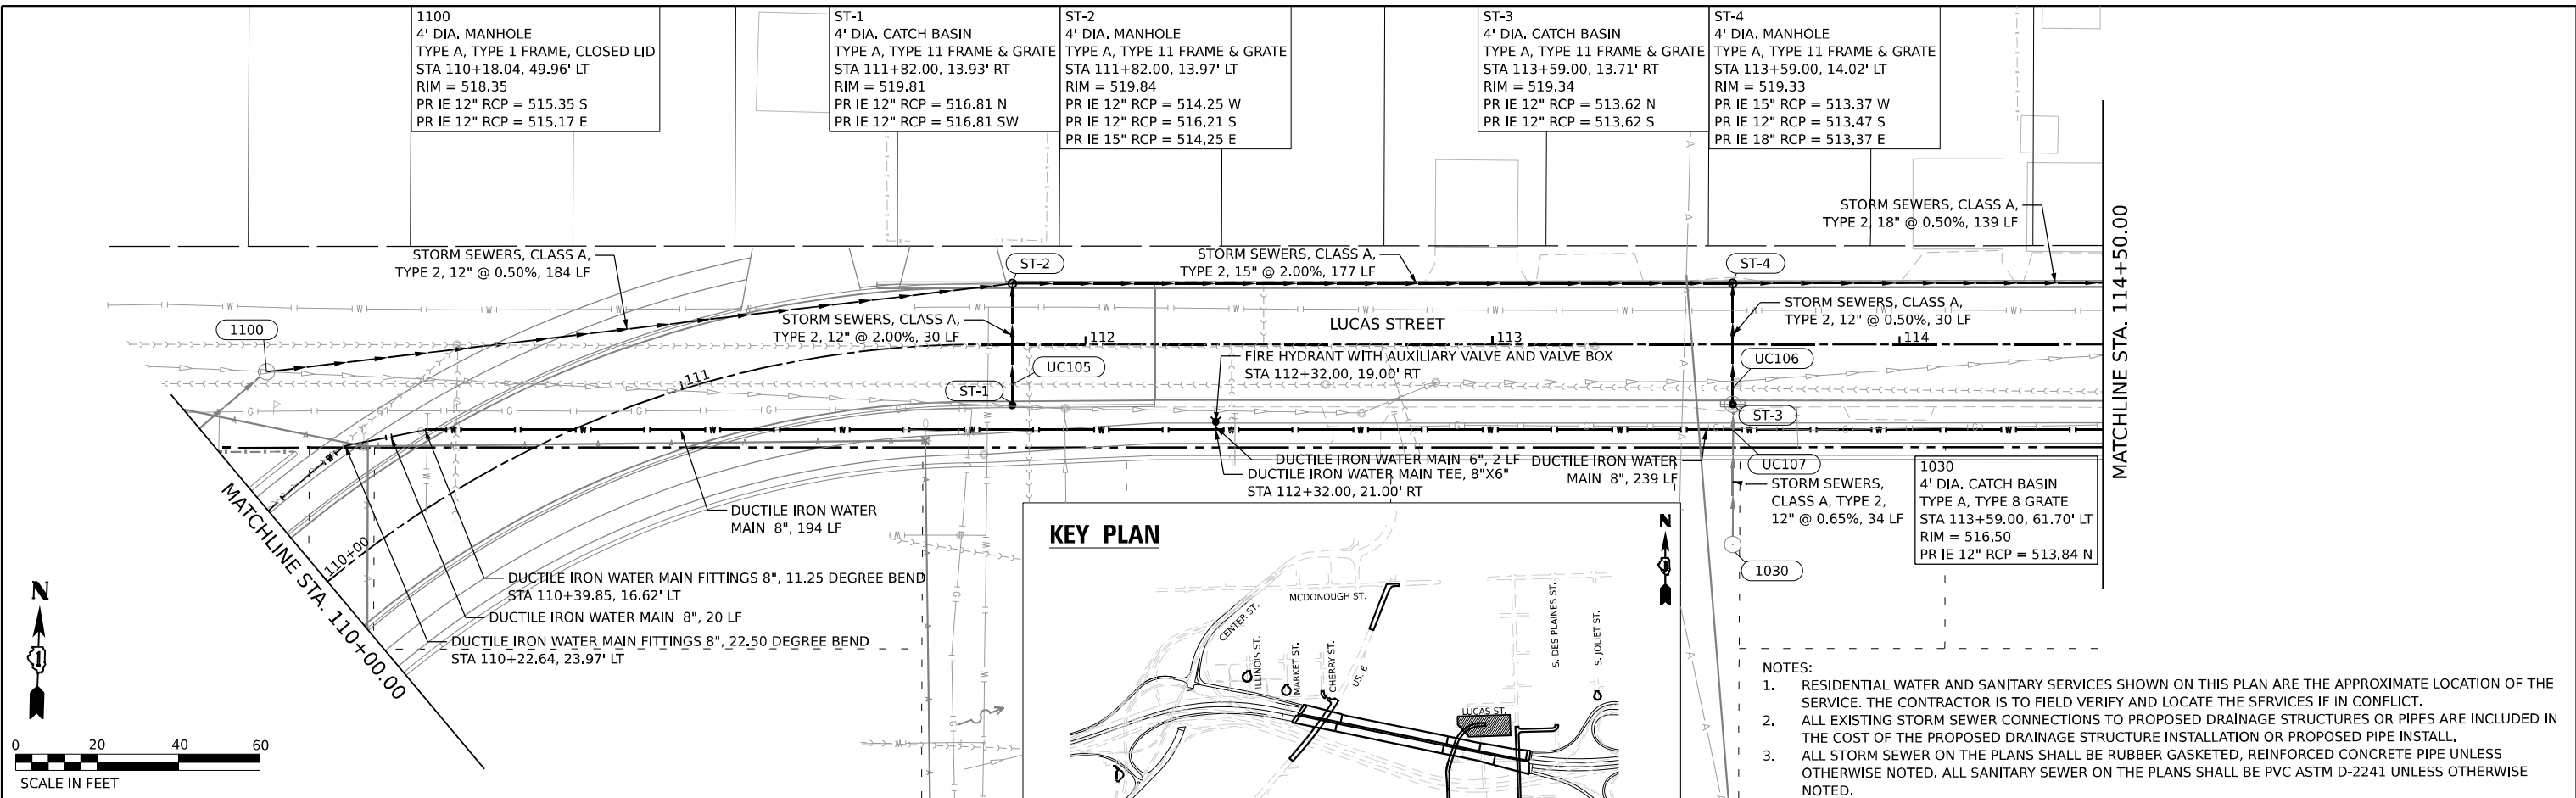 1100
4' DIA. MANHOLE
TYPE A, TYPE 1 FRAME, CLOSED LID
STA 110+18.04, 49.96' LT
RIM = 518.35
PR IE 12" RCP = 515.35 S
PR IE 12" RCP = 515.17 E
ST-1
4' DIA. CATCH BASIN
TYPE A, TYPE 11 FRAME & GRATE
STA 111+82.00, 13.93' RT
RIM = 519.81
PR IE 12" RCP = 516.81 N
PR IE 12" RCP = 516.81 SW
ST-2
4' DIA. MANHOLE
TYPE A, TYPE 11 FRAME & GRATE
STA 111+82.00, 13.97' LT
RIM = 519.84
PR IE 12" RCP = 514.25 W
PR IE 12" RCP = 516.21 S
PR IE 15" RCP = 514.25 E
ST-3
4' DIA. CATCH BASIN
TYPE A, TYPE 11 FRAME & GRATE
STA 113+59.00, 13.71' RT
RIM = 519.34
PR IE 12" RCP = 513.62 N
PR IE 12" RCP = 513.62 S
ST-4
4' DIA. MANHOLE
TYPE A, TYPE 11 FRAME & GRATE
STA 113+59.00, 14.02' LT
RIM = 519.33
PR IE 15" RCP = 513.37 W
PR IE 12" RCP = 513.47 S
PR IE 18" RCP = 513.37 E
STORM SEWERS, CLASS A,
TYPE 2, 18" @ 0.50%, 139 LF
MATCHLINE STA. 114+50.00
STORM SEWERS, CLASS A,
TYPE 2, 12" @ 0.50%, 184 LF
ST-2
STORM SEWERS, CLASS A,
TYPE 2, 15" @ 2.00%, 177 LF
ST-4
1100
STORM SEWERS, CLASS A,
TYPE 2, 12" @ 2.00%, 30 LF
LUCAS STREET
STORM SEWERS, CLASS A,
TYPE 2, 12" @ 0.50%, 30 LF
112
113
114
FIRE HYDRANT WITH AUXILIARY VALVE AND VALVE BOX
STA 112+32.00, 19.00' RT
UC105
UC106
111
ST-1
ST-3
DUCTILE IRON WATER MAIN 6", 2 LF
DUCTILE IRON WATER MAIN TEE, 8"X6"
STA 112+32.00, 21.00' RT
DUCTILE IRON WATER
MAIN 8", 239 LF
UC107
STORM SEWERS,
CLASS A, TYPE 2,
12" @ 0.65%, 34 LF
1030
4' DIA. CATCH BASIN
TYPE A, TYPE 8 GRATE
STA 113+59.00, 61.70' LT
RIM = 516.50
PR IE 12" RCP = 513.84 N
1030
DUCTILE IRON WATER
MAIN 8", 194 LF
MATCHLINE STA. 110+00.00
110+00
DUCTILE IRON WATER MAIN FITTINGS 8", 11.25 DEGREE BEND
STA 110+39.85, 16.62' LT
DUCTILE IRON WATER MAIN 8", 20 LF
DUCTILE IRON WATER MAIN FITTINGS 8", 22.50 DEGREE BEND
STA 110+22.64, 23.97' LT
N
0 20 40 60
SCALE IN FEET
KEY PLAN
N
MCDONOUGH ST.
CENTER ST.
ILLINOIS ST.
MARKET ST.
CHERRY ST.
US. 6
S. DES PLAINES ST.
S. JOLIET ST.
LUCAS ST.
NOTES:
1. RESIDENTIAL WATER AND SANITARY SERVICES SHOWN ON THIS PLAN ARE THE APPROXIMATE LOCATION OF THE
SERVICE. THE CONTRACTOR IS TO FIELD VERIFY AND LOCATE THE SERVICES IF IN CONFLICT.
2. ALL EXISTING STORM SEWER CONNECTIONS TO PROPOSED DRAINAGE STRUCTURES OR PIPES ARE INCLUDED IN
THE COST OF THE PROPOSED DRAINAGE STRUCTURE INSTALLATION OR PROPOSED PIPE INSTALL.
3. ALL STORM SEWER ON THE PLANS SHALL BE RUBBER GASKETED, REINFORCED CONCRETE PIPE UNLESS
OTHERWISE NOTED. ALL SANITARY SEWER ON THE PLANS SHALL BE PVC ASTM D-2241 UNLESS OTHERWISE
NOTED.